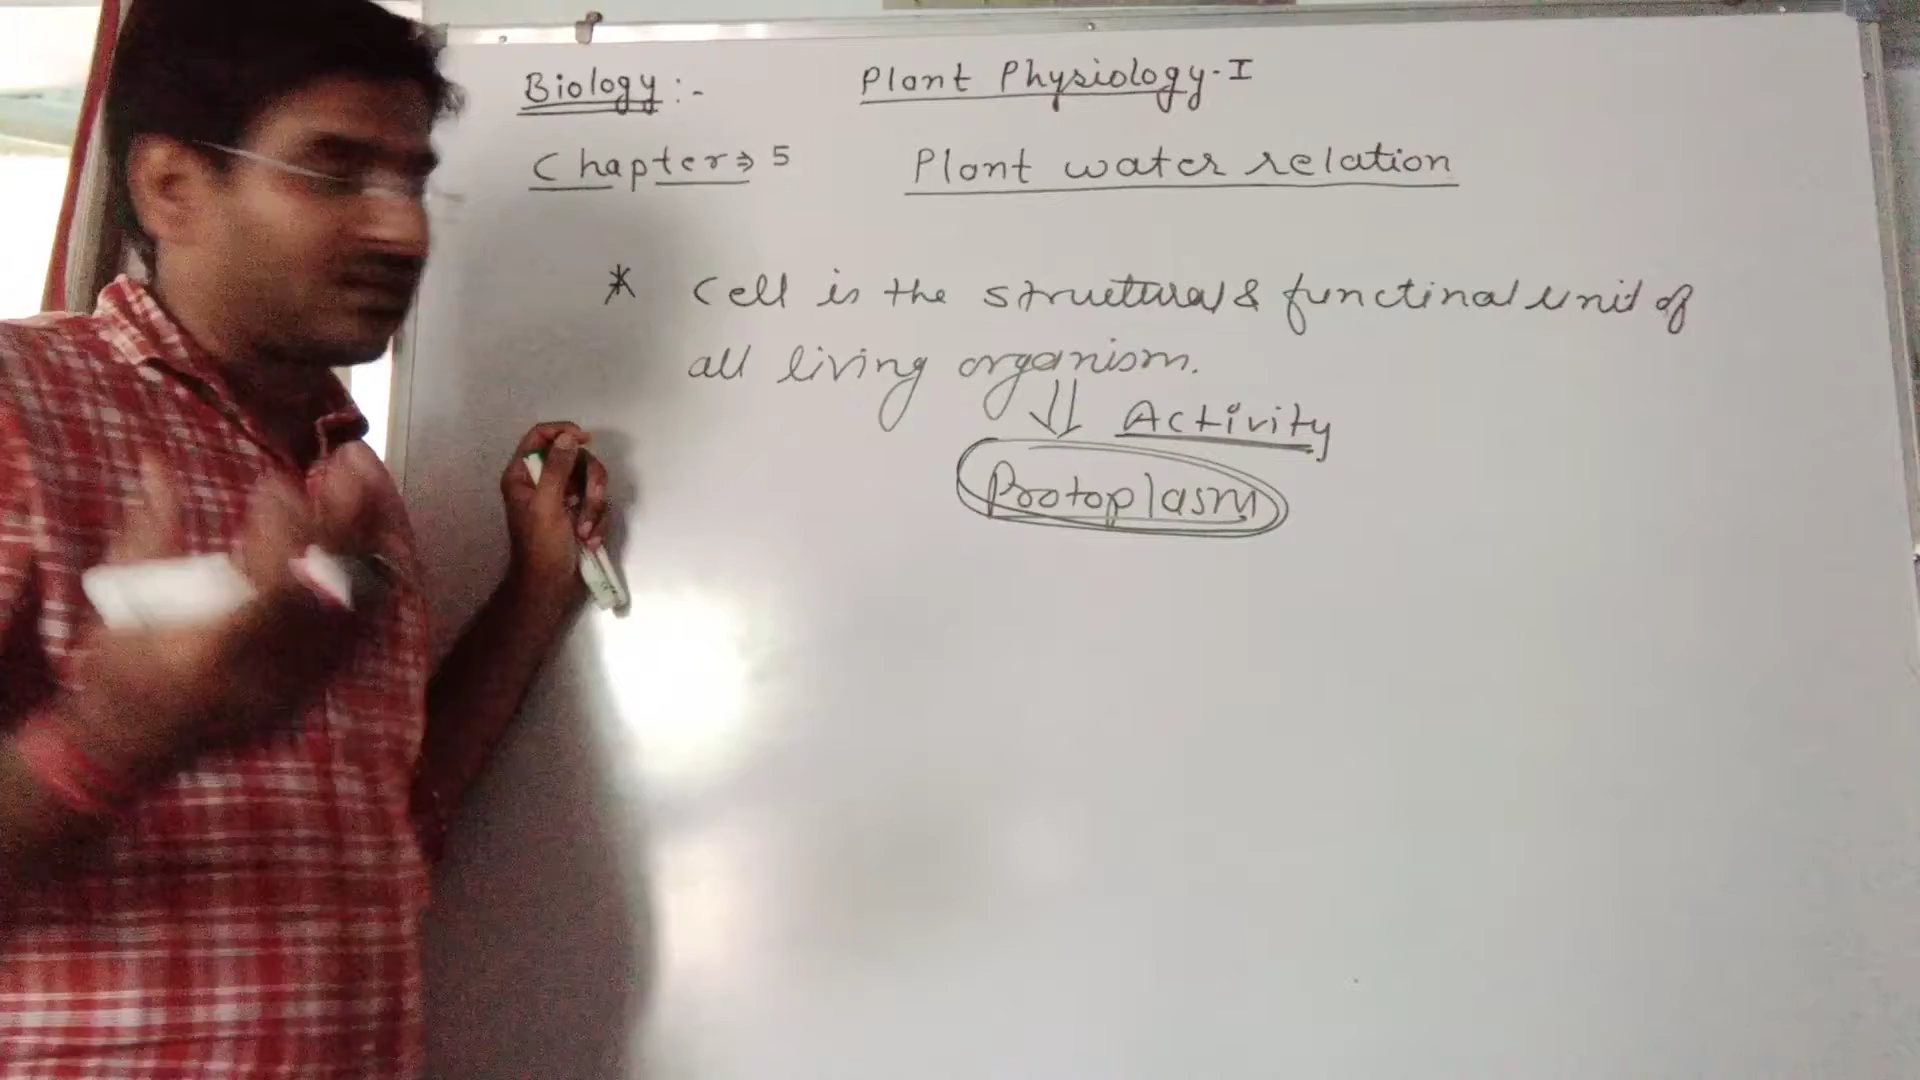 Biology :- Plant Physiology-I
Chapter ⇒ 5 Plant water relation
* Cell is the structural & functinal unit of
all living organism.
Activity
Protoplasm